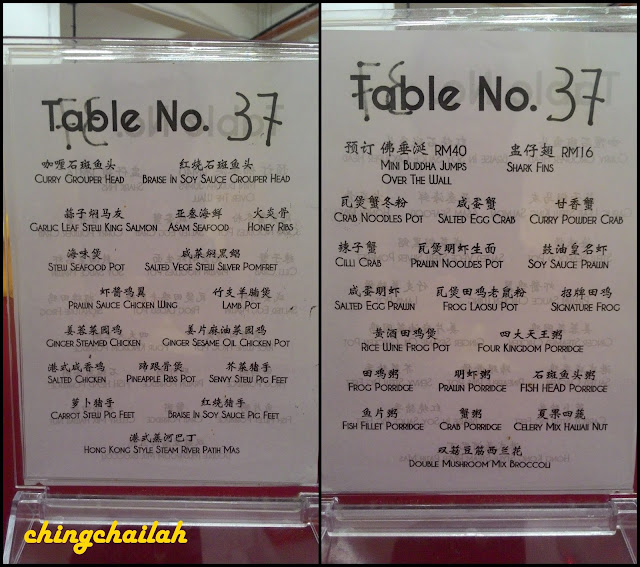 Table No. 37
咖喱石斑鱼头 红烧石斑鱼头
Curry Grouper Head Braise In Soy Sauce Grouper Head
蒜子焖马友 亚叁海鲜 大炎骨
Garlic Leaf Stew King Salmon Asam Seafood Honey Ribs
海味煲 咸菜焖黑鲳
Stew Seafood Pot Salted Vege Stew Silver Pomfret
虾酱鸡翼 竹支羊腩煲
Prawn Sauce Chicken Wing Lamb Pot
姜茸菜园鸡 姜片麻油菜园鸡
Ginger Steamed Chicken Ginger Sesame Oil Chicken Pot
港式咸香鸡 蹄跟骨煲 芥菜猪手
Salted Chicken Pineapple Ribs Pot Senvy Stew Pig Feet
萝卜猪手 红烧猪手
Carrot Stew Pig Feet Braise In Soy Sauce Pig Feet
港式蒸河巴丁
Hong Kong Style Steam River Path Mas
chingchailah
Table No. 37
预订 佛垂涎 RM40 盅仔翅 RM16
Mini Buddha Jumps Shark Fins
Over The Wall
瓦煲蟹冬粉 咸蛋蟹 甘香蟹
Crab Noodles Pot Salted Egg Crab Curry Powder Crab
辣子蟹 瓦煲明虾生面 鼓油皇名虾
Cilli Crab Prawn Nooldes Pot Soy Sauce Prawn
咸蛋明虾 瓦煲田鸡老鼠粉 招牌田鸡
Salted Egg Prawn Frog Laosu Pot Signature Frog
黄酒田鸡煲 四大天王粥
Rice Wine Frog Pot Four Kingdom Porridge
田鸡粥 明虾粥 石斑鱼头粥
Frog Porridge Prawn Porridge FISH HEAD Porridge
鱼片粥 蟹粥 夏果四蔬
Fish Fillet Porridge Crab Porridge Celery Mix Hawaii Nut
双菇豆筋西兰花
Double Mushroom Mix Broccoli